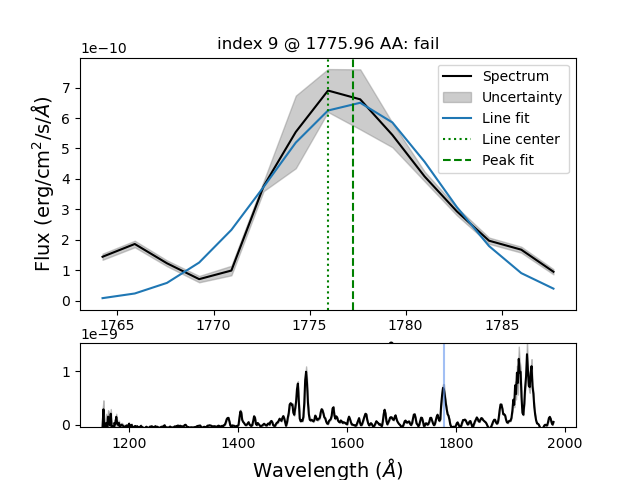 index 9 @ 1775.96 AA: fail
1e−10
Flux (erg/cm²/s/Å)
7
6
5
4
3
2
1
0
Spectrum
Uncertainty
Line fit
Line center
Peak fit
1765 1770 1775 1780 1785
1e−9
1
0
1200 1400 1600 1800 2000
Wavelength (Å)